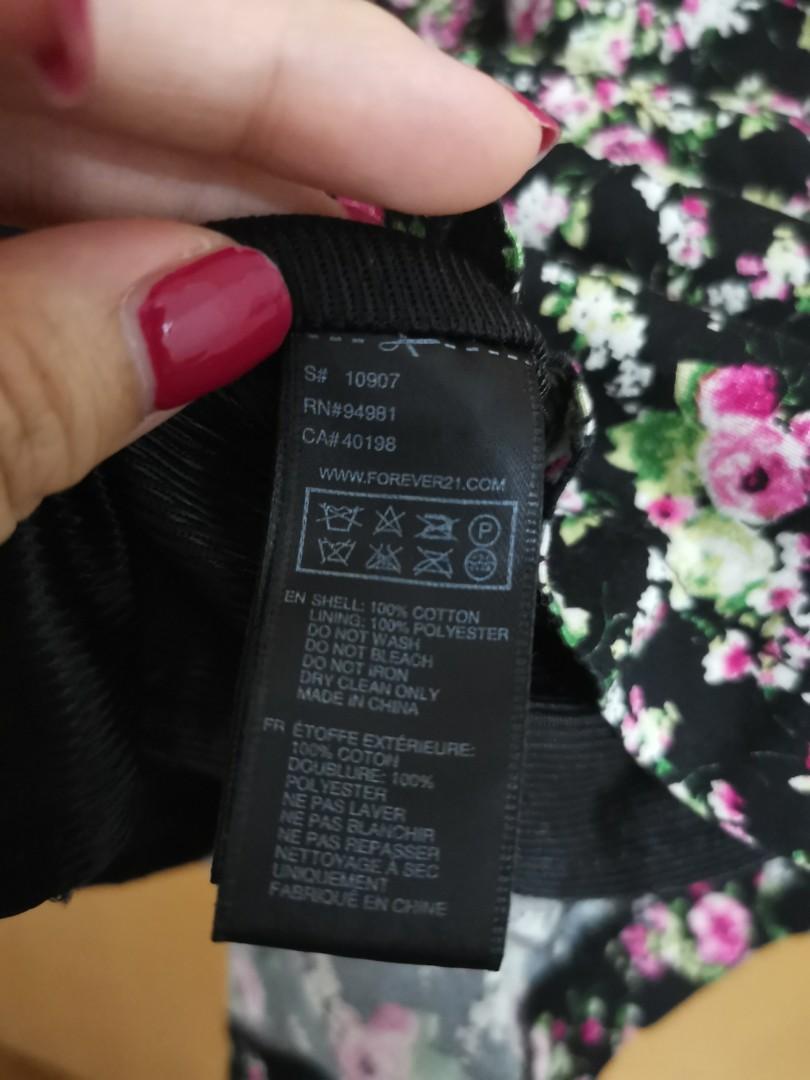 S# 10907
RN#94981
CA#40198
WWW.FOREVER21.COM
P
EN SHELL: 100% COTTON
LINING: 100% POLYESTER
DO NOT WASH
DO NOT BLEACH
DO NOT IRON
DRY CLEAN ONLY
MADE IN CHINA
FR ÉTOFFE EXTÉRIEURE:
100% COTON
DOUBLURE: 100%
POLYESTER
NE PAS LAVER
NE PAS BLANCHIR
NE PAS REPASSER
NETTOYAGE À SEC
UNIQUEMENT
FABRIQUÉ EN CHINE